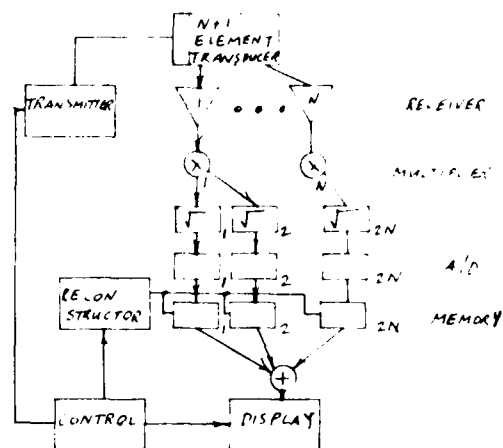 N+1
ELEMENT
TRANSDUCER
TRANSMITTER
1 N RECEIVER
1 N MULTIPLEX
√ 1 √ 2 √ 2N
1 2 2N A/D
RECON
STRUCTOR
1 2 2N MEMORY
+
CONTROL DISPLAY